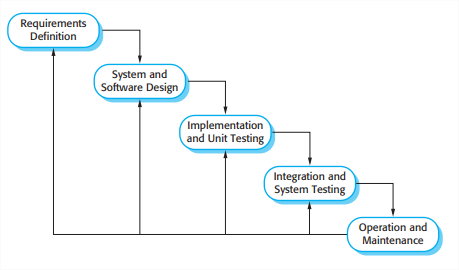 Requirements
Definition
System and
Software Design
Implementation
and Unit Testing
Integration and
System Testing
Operation and
Maintenance